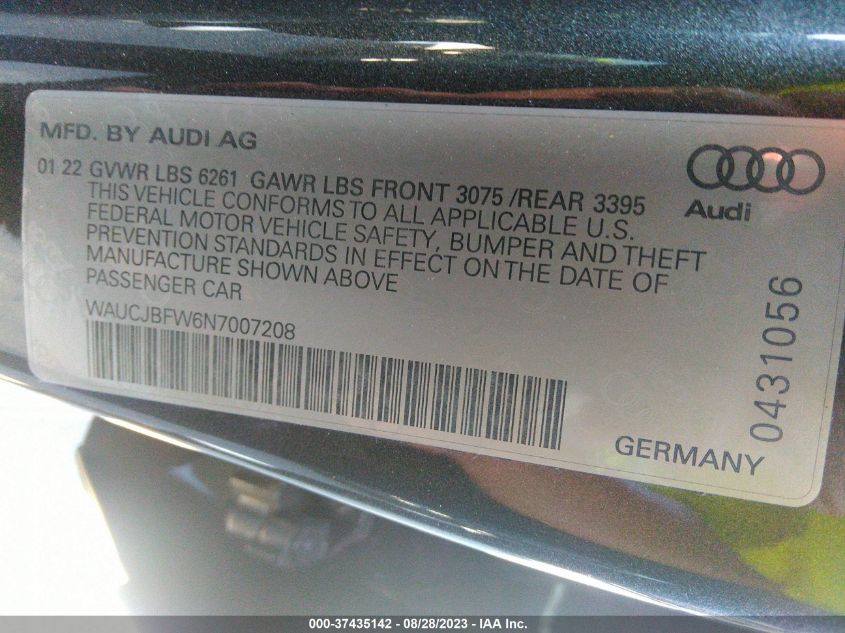 MFD. BY AUDI AG
01 22 GVWR LBS 6261 GAWR LBS FRONT 3075 /REAR 3395
THIS VEHICLE CONFORMS TO ALL APPLICABLE U.S.
FEDERAL MOTOR VEHICLE SAFETY, BUMPER AND THEFT
PREVENTION STANDARDS IN EFFECT ON THE DATE OF
MANUFACTURE SHOWN ABOVE
PASSENGER CAR
WAUCJBFW6N7007208
Audi
0431056
GERMANY
000-37435142 - 08/28/2023 - IAA Inc.